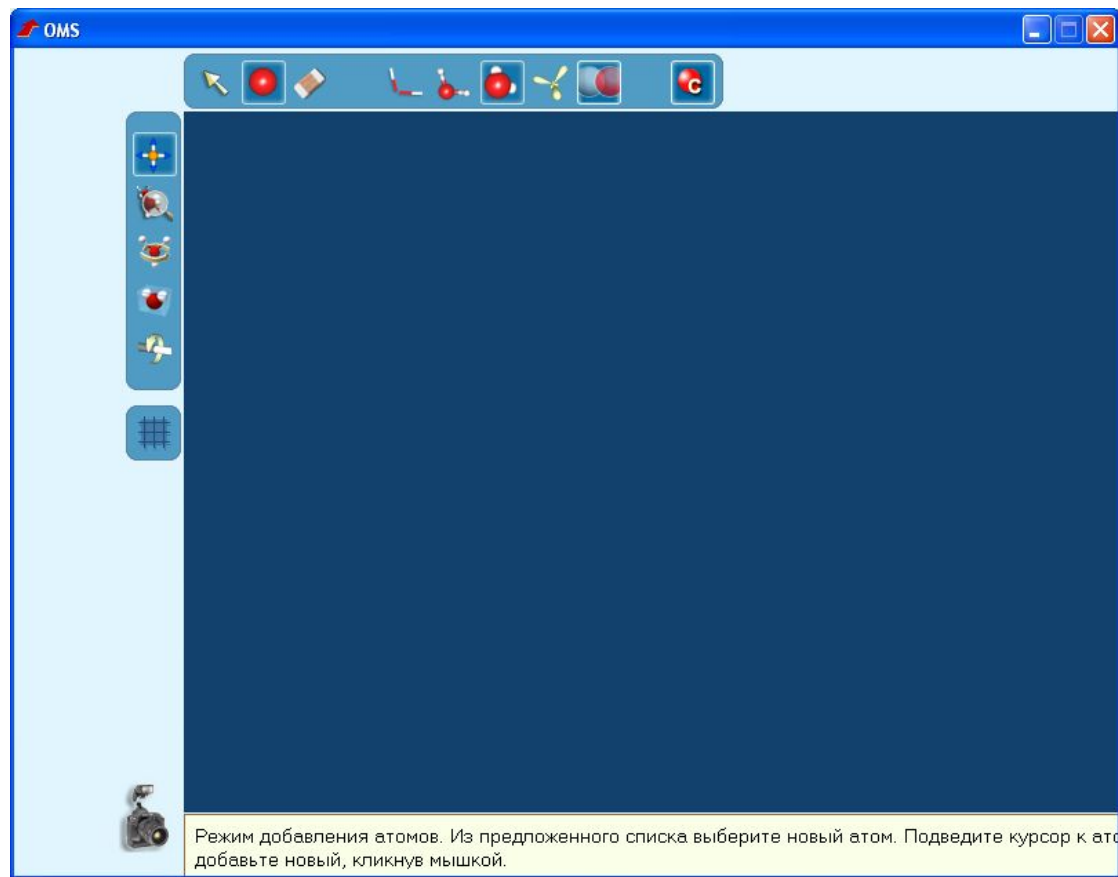 OMS
C
Режим добавления атомов. Из предложенного списка выберите новый атом. Подведите курсор к ато
добавьте новый, кликнув мышкой.